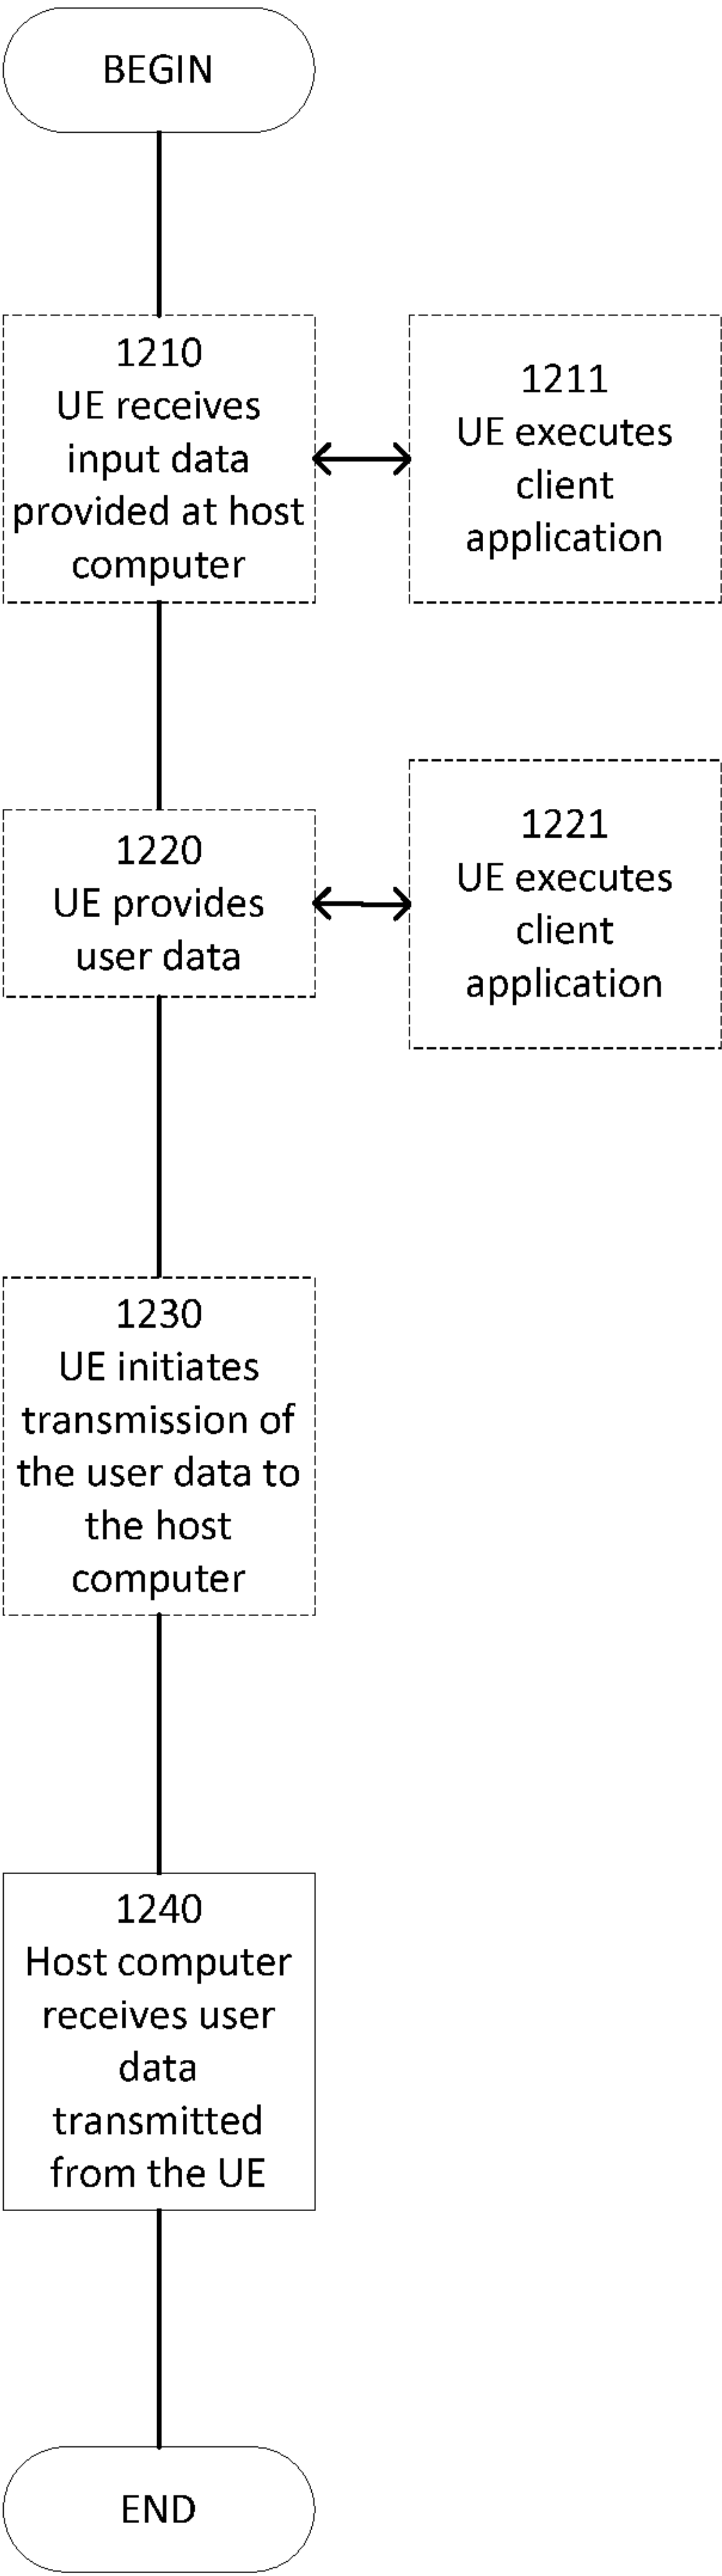 BEGIN
1210
UE receives
input data
provided at host
computer
1211
UE executes
client
application
1220
UE provides
user data
1221
UE executes
client
application
1230
UE initiates
transmission of
the user data to
the host
computer
1240
Host computer
receives user
data
transmitted
from the UE
END